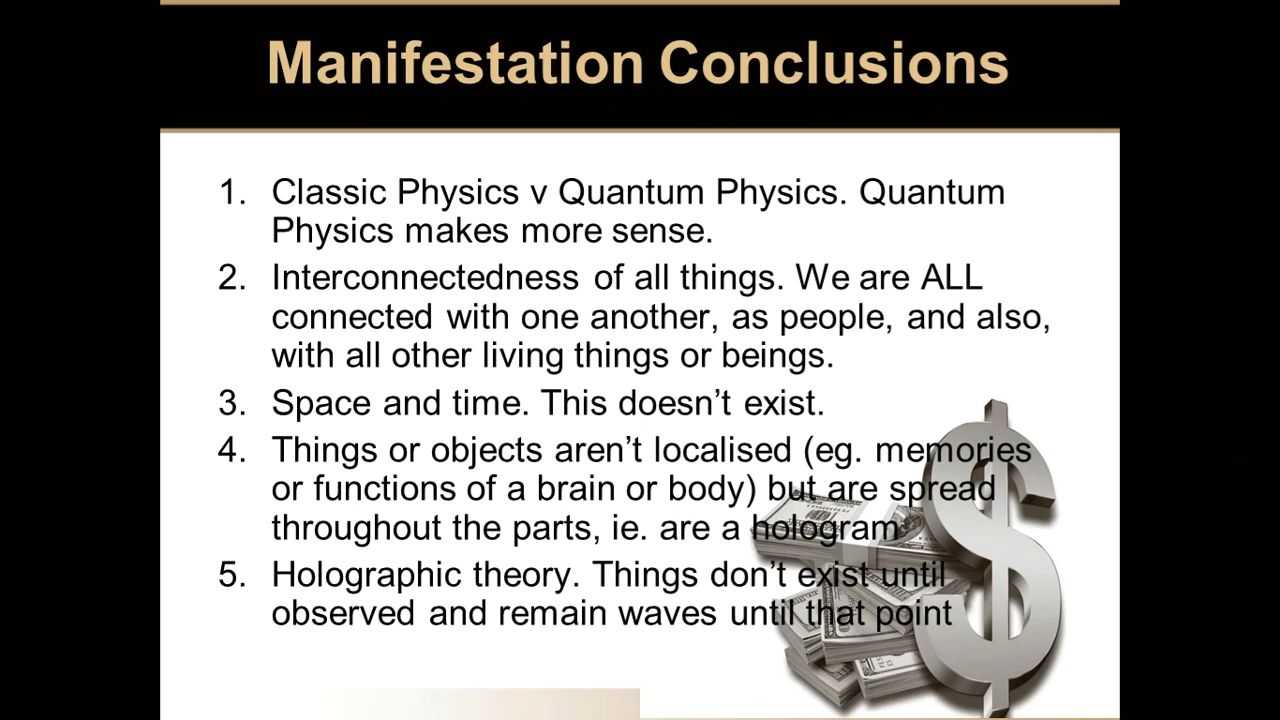 Manifestation Conclusions
1. Classic Physics v Quantum Physics. Quantum
Physics makes more sense.
2. Interconnectedness of all things. We are ALL
connected with one another, as people, and also,
with all other living things or beings.
3. Space and time. This doesn’t exist.
4. Things or objects aren’t localised (eg. memories
or functions of a brain or body) but are spread
throughout the parts, ie. are a hologram
5. Holographic theory. Things don’t exist until
observed and remain waves until that point